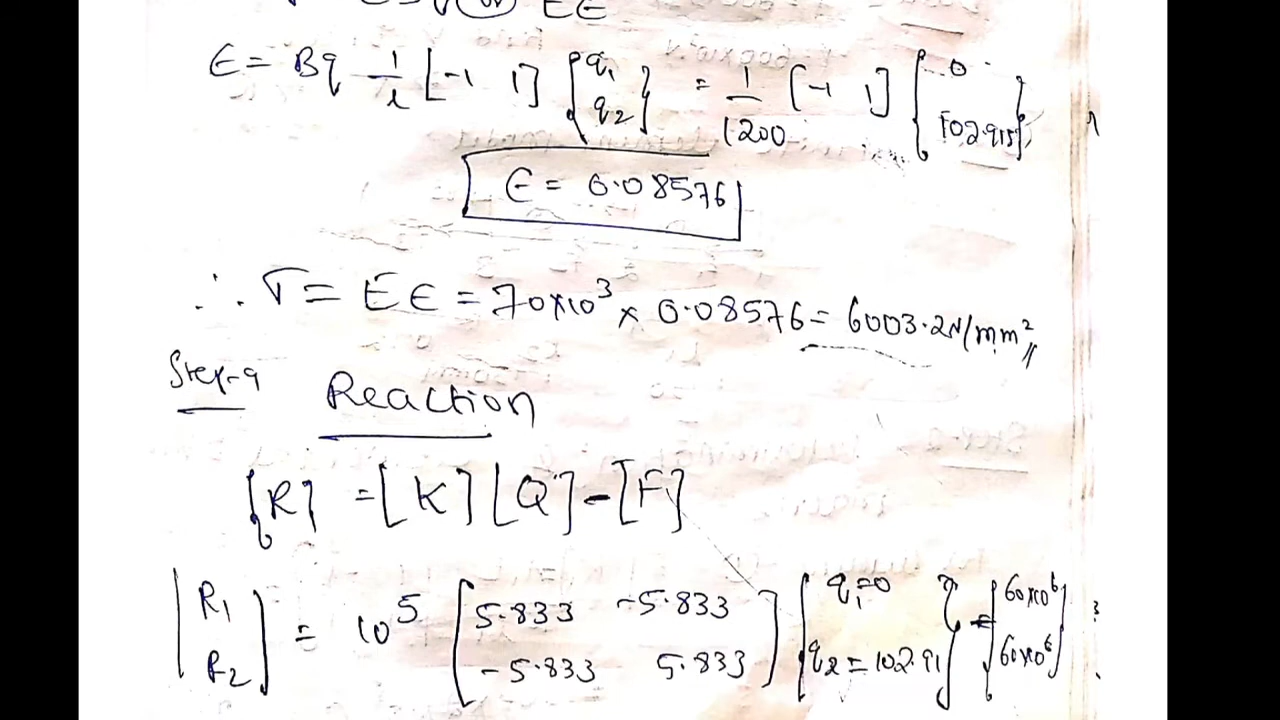 ϵ = Bq 1/l [-1 1] {q1 q2} = 1/1200 [-1 1] {0 102.915}
ϵ = 0.08576
∴ σ = Eϵ = 70×10³ × 0.08576 = 6003.2 N/mm²
Step-9 Reaction
{R} = [K] [Q] - [F]
[R1 R2] = 10⁵ [5.833 -5.833 -5.833 5.833] {q1=0 q2=102.91} - {60×10⁶ 60×10⁶}